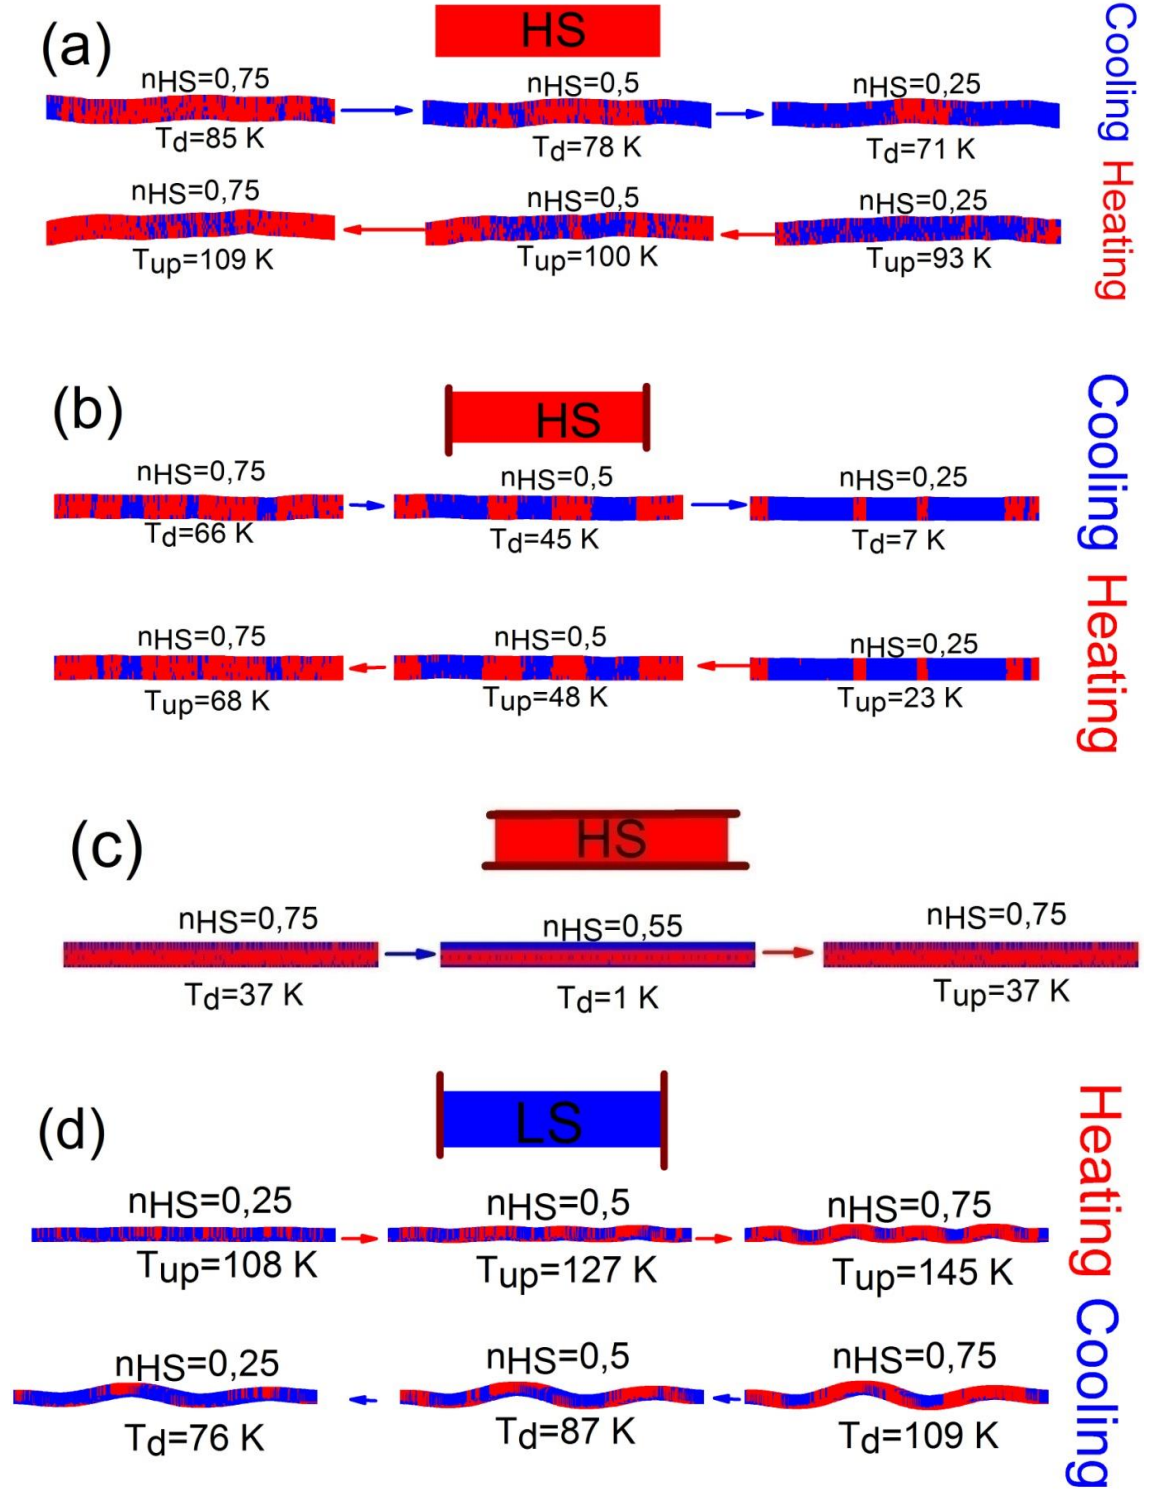 (a)
HS
Cooling
nHS=0,75
nHS=0,5
nHS=0,25
Td=85 K
Td=78 K
Td=71 K
Heating
nHS=0,75
nHS=0,5
nHS=0,25
Tup=109 K
Tup=100 K
Tup=93 K
(b)
HS
Cooling
nHS=0,75
nHS=0,5
nHS=0,25
Td=66 K
Td=45 K
Td=7 K
Heating
nHS=0,75
nHS=0,5
nHS=0,25
Tup=68 K
Tup=48 K
Tup=23 K
(c)
HS
nHS=0,75
nHS=0,55
nHS=0,75
Td=37 K
Td=1 K
Tup=37 K
(d)
LS
Heating
nHS=0,25
nHS=0,5
nHS=0,75
Tup=108 K
Tup=127 K
Tup=145 K
Cooling
nHS=0,25
nHS=0,5
nHS=0,75
Td=76 K
Td=87 K
Td=109 K